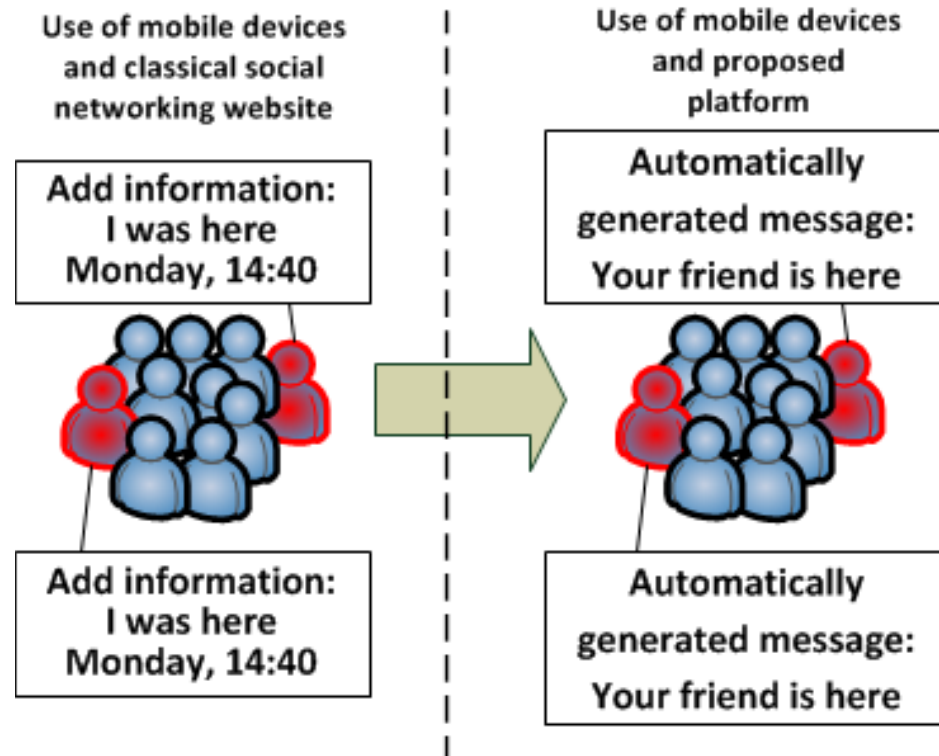 Use of mobile devices
and classical social
networking website
Add information:
I was here
Monday, 14:40
Add information:
I was here
Monday, 14:40
Use of mobile devices
and proposed
platform
Automatically
generated message:
Your friend is here
Automatically
generated message:
Your friend is here